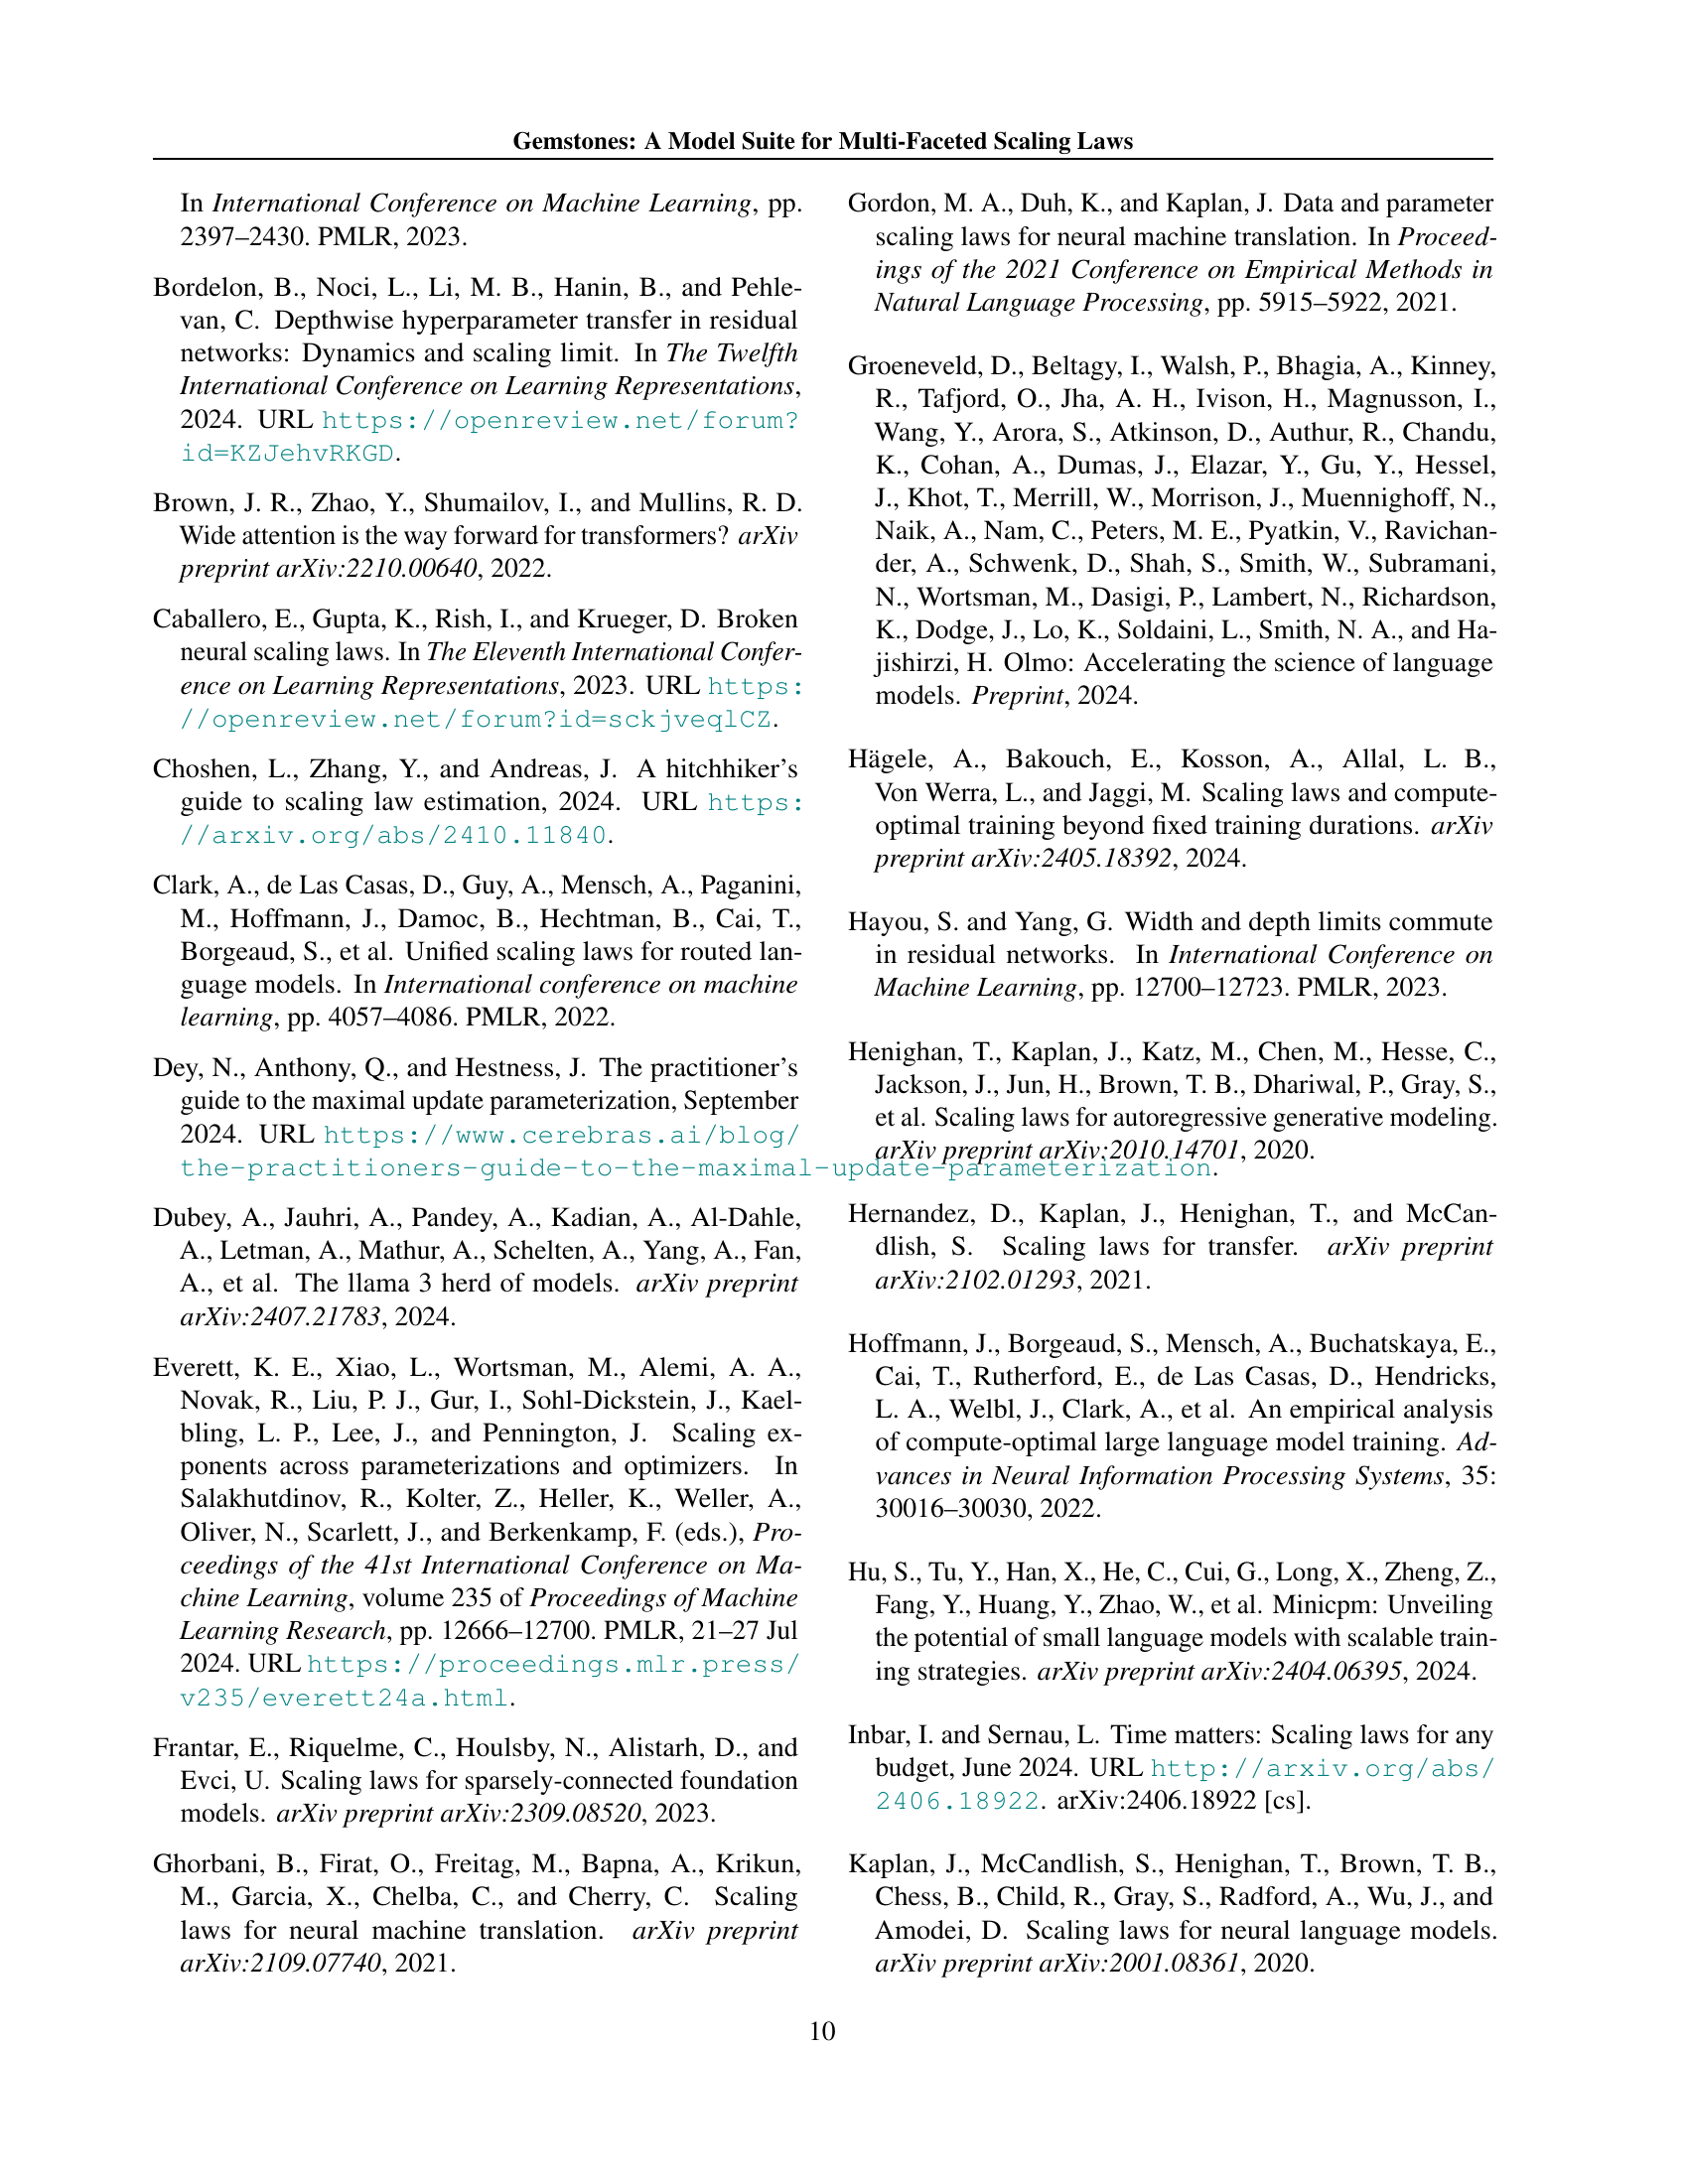 Gemstones: A Model Suite for Multi-Faceted Scaling Laws
In International Conference on Machine Learning, pp.
2397–2430. PMLR, 2023.
Bordelon, B., Noci, L., Li, M. B., Hanin, B., and Pehle-
van, C. Depthwise hyperparameter transfer in residual
networks: Dynamics and scaling limit. In The Twelfth
International Conference on Learning Representations,
2024. URL https://openreview.net/forum?
id=KZJehvRKGD.
Brown, J. R., Zhao, Y., Shumailov, I., and Mullins, R. D.
Wide attention is the way forward for transformers? arXiv
preprint arXiv:2210.00640, 2022.
Caballero, E., Gupta, K., Rish, I., and Krueger, D. Broken
neural scaling laws. In The Eleventh International Confer-
ence on Learning Representations, 2023. URL https:
//openreview.net/forum?id=sckjveqlCZ.
Choshen, L., Zhang, Y., and Andreas, J. A hitchhiker's
guide to scaling law estimation, 2024. URL https:
//arxiv.org/abs/2410.11840.
Clark, A., de Las Casas, D., Guy, A., Mensch, A., Paganini,
M., Hoffmann, J., Damoc, B., Hechtman, B., Cai, T.,
Borgeaud, S., et al. Unified scaling laws for routed lan-
guage models. In International conference on machine
learning, pp. 4057–4086. PMLR, 2022.
Dey, N., Anthony, Q., and Hestness, J. The practitioner's
guide to the maximal update parameterization, September
2024. URL https://www.cerebras.ai/blog/
the-practitioners-guide-to-the-maximal-update-parameterization.
Dubey, A., Jauhri, A., Pandey, A., Kadian, A., Al-Dahle,
A., Letman, A., Mathur, A., Schelten, A., Yang, A., Fan,
A., et al. The llama 3 herd of models. arXiv preprint
arXiv:2407.21783, 2024.
Everett, K. E., Xiao, L., Wortsman, M., Alemi, A. A.,
Novak, R., Liu, P. J., Gur, I., Sohl-Dickstein, J., Kael-
bling, L. P., Lee, J., and Pennington, J. Scaling ex-
ponents across parameterizations and optimizers. In
Salakhutdinov, R., Kolter, Z., Heller, K., Weller, A.,
Oliver, N., Scarlett, J., and Berkenkamp, F. (eds.), Pro-
ceedings of the 41st International Conference on Ma-
chine Learning, volume 235 of Proceedings of Machine
Learning Research, pp. 12666–12700. PMLR, 21–27 Jul
2024. URL https://proceedings.mlr.press/
v235/everett24a.html.
Frantar, E., Riquelme, C., Houlsby, N., Alistarh, D., and
Evci, U. Scaling laws for sparsely-connected foundation
models. arXiv preprint arXiv:2309.08520, 2023.
Ghorbani, B., Firat, O., Freitag, M., Bapna, A., Krikun,
M., Garcia, X., Chelba, C., and Cherry, C. Scaling
laws for neural machine translation. arXiv preprint
arXiv:2109.07740, 2021.
Gordon, M. A., Duh, K., and Kaplan, J. Data and parameter
scaling laws for neural machine translation. In Proceed-
ings of the 2021 Conference on Empirical Methods in
Natural Language Processing, pp. 5915–5922, 2021.
Groeneveld, D., Beltagy, I., Walsh, P., Bhagia, A., Kinney,
R., Tafjord, O., Jha, A. H., Ivison, H., Magnusson, I.,
Wang, Y., Arora, S., Atkinson, D., Authur, R., Chandu,
K., Cohan, A., Dumas, J., Elazar, Y., Gu, Y., Hessel,
J., Khot, T., Merrill, W., Morrison, J., Muennighoff, N.,
Naik, A., Nam, C., Peters, M. E., Pyatkin, V., Ravichan-
der, A., Schwenk, D., Shah, S., Smith, W., Subramani,
N., Wortsman, M., Dasigi, P., Lambert, N., Richardson,
K., Dodge, J., Lo, K., Soldaini, L., Smith, N. A., and Ha-
jishirzi, H. Olmo: Accelerating the science of language
models. Preprint, 2024.
Hägele, A., Bakouch, E., Kosson, A., Allal, L. B.,
Von Werra, L., and Jaggi, M. Scaling laws and compute-
optimal training beyond fixed training durations. arXiv
preprint arXiv:2405.18392, 2024.
Hayou, S. and Yang, G. Width and depth limits commute
in residual networks. In International Conference on
Machine Learning, pp. 12700–12723. PMLR, 2023.
Henighan, T., Kaplan, J., Katz, M., Chen, M., Hesse, C.,
Jackson, J., Jun, H., Brown, T. B., Dhariwal, P., Gray, S.,
et al. Scaling laws for autoregressive generative modeling.
arXiv preprint arXiv:2010.14701, 2020.
Hernandez, D., Kaplan, J., Henighan, T., and McCan-
dlish, S. Scaling laws for transfer. arXiv preprint
arXiv:2102.01293, 2021.
Hoffmann, J., Borgeaud, S., Mensch, A., Buchatskaya, E.,
Cai, T., Rutherford, E., de Las Casas, D., Hendricks,
L. A., Welbl, J., Clark, A., et al. An empirical analysis
of compute-optimal large language model training. Ad-
vances in Neural Information Processing Systems, 35:
30016–30030, 2022.
Hu, S., Tu, Y., Han, X., He, C., Cui, G., Long, X., Zheng, Z.,
Fang, Y., Huang, Y., Zhao, W., et al. Minicpm: Unveiling
the potential of small language models with scalable train-
ing strategies. arXiv preprint arXiv:2404.06395, 2024.
Inbar, I. and Sernau, L. Time matters: Scaling laws for any
budget, June 2024. URL http://arxiv.org/abs/
2406.18922. arXiv:2406.18922 [cs].
Kaplan, J., McCandlish, S., Henighan, T., Brown, T. B.,
Chess, B., Child, R., Gray, S., Radford, A., Wu, J., and
Amodei, D. Scaling laws for neural language models.
arXiv preprint arXiv:2001.08361, 2020.
10